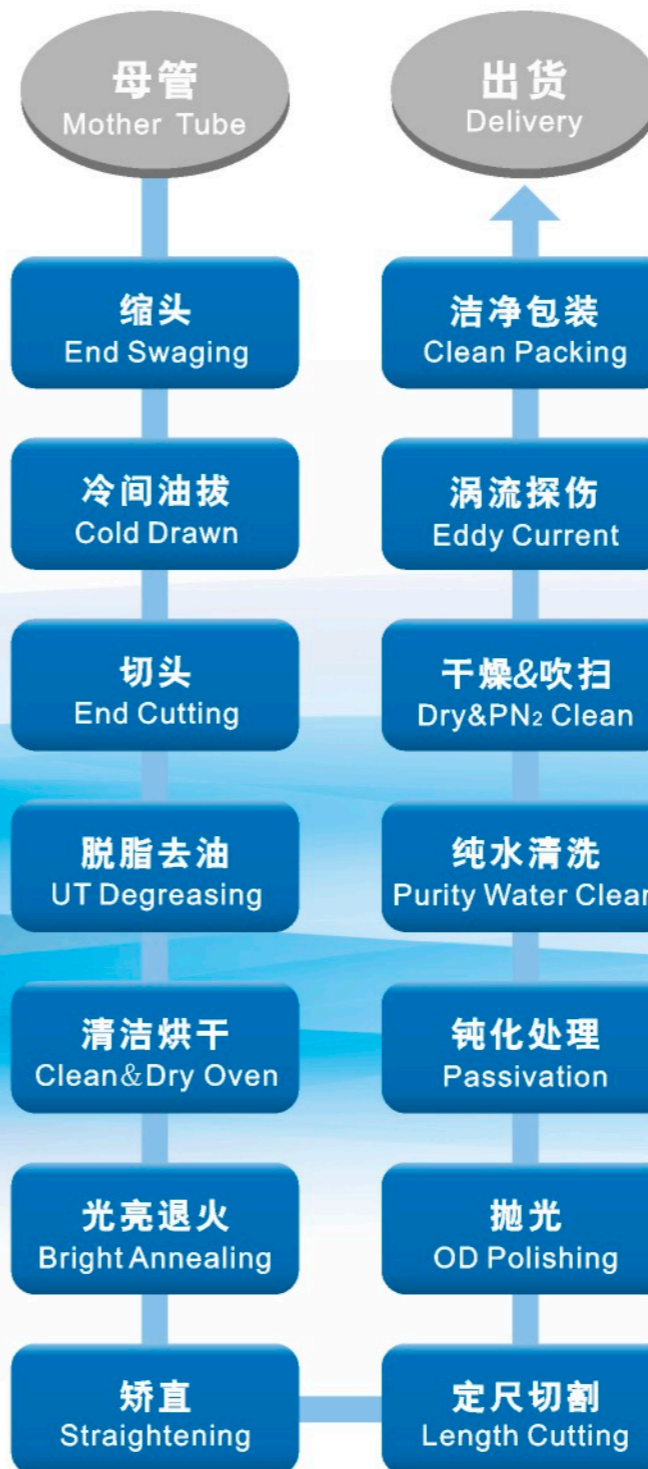 母管
Mother Tube
缩头
End Swaging
冷间油拔
Cold Drawn
切头
End Cutting
脱脂去油
UT Degreasing
清洁烘干
Clean&Dry Oven
光亮退火
Bright Annealing
矫直
Straightening
定尺切割
Length Cutting
抛光
OD Polishing
钝化处理
Passivation
纯水清洗
Purity Water Clean
干燥&吹扫
Dry&PN₂ Clean
涡流探伤
Eddy Current
洁净包装
Clean Packing
出货
Delivery